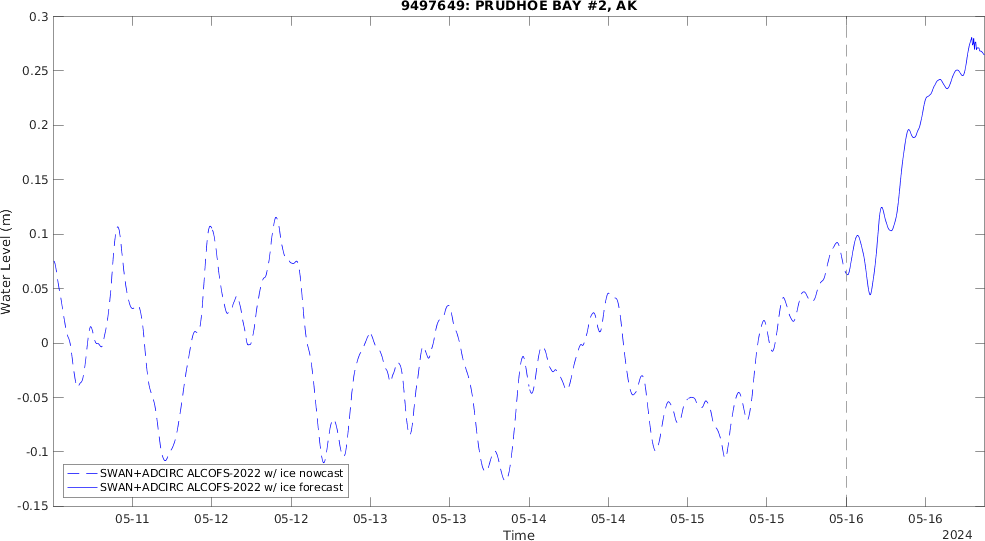 9497649: PRUDHOE BAY #2, AK
0.3
0.25
0.2
0.15
0.1
0.05
0
-0.05
-0.1
-0.15
Water Level (m)
SWAN+ADCIRC ALCOFS-2022 w/ ice nowcast
SWAN+ADCIRC ALCOFS-2022 w/ ice forecast
05-11 05-12 05-12 05-13 05-13 05-14 05-14 05-15 05-15 05-16 05-16
Time
2024